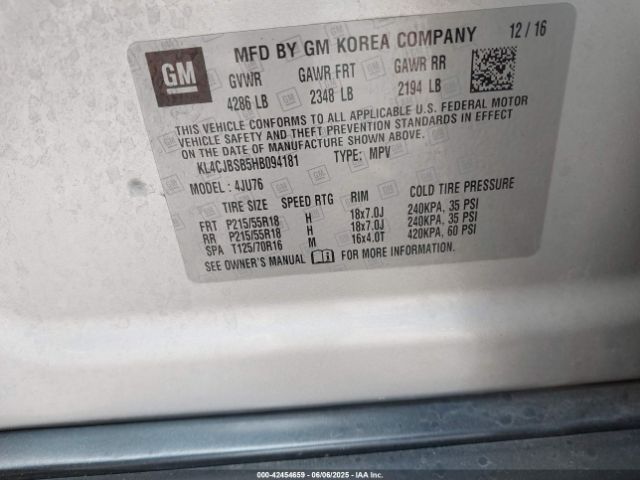 GM
MFD BY GM KOREA COMPANY 12 / 16
GVWR GAWR FRT GAWR RR
4286 LB 2348 LB 2194 LB
THIS VEHICLE CONFORMS TO ALL APPLICABLE U.S. FEDERAL MOTOR
VEHICLE SAFETY AND THEFT PREVENTION STANDARDS IN EFFECT
ON THE DATE OF MANUFACTURE SHOWN ABOVE.
KL4CJBSB5HB094181 TYPE: MPV
MODEL : 4JU76
TIRE SIZE SPEED RTG RIM COLD TIRE PRESSURE
FRT P215/55R18 H 18x7.0J 240KPA, 35 PSI
RR P215/55R18 H 18x7.0J 240KPA, 35 PSI
SPA T125/70R16 M 16x4.0T 420KPA, 60 PSI
SEE OWNER'S MANUAL FOR MORE INFORMATION.
000-42454659 - 06/06/2025 - IAAI.COM